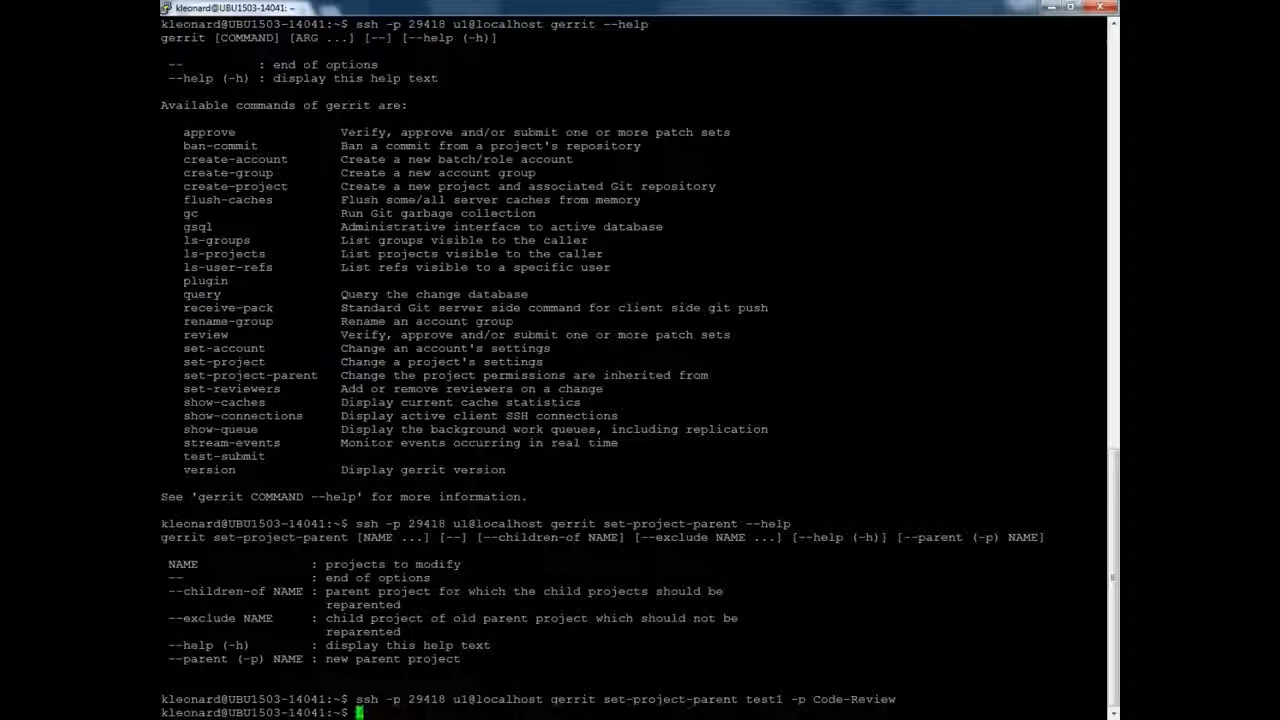 kleonard@UBU1503-14041: ~
kleonard@UBU1503-14041:~$ ssh -p 29418 u1@localhost gerrit --help
gerrit [COMMAND] [ARG ...] [--] [--help (-h)]
-- : end of options
--help (-h) : display this help text
Available commands of gerrit are:
approve Verify, approve and/or submit one or more patch sets
ban-commit Ban a commit from a project's repository
create-account Create a new batch/role account
create-group Create a new account group
create-project Create a new project and associated Git repository
flush-caches Flush some/all server caches from memory
gc Run Git garbage collection
gsql Administrative interface to active database
ls-groups List groups visible to the caller
ls-projects List projects visible to the caller
ls-user-refs List refs visible to a specific user
plugin
query Query the change database
receive-pack Standard Git server side command for client side git push
rename-group Rename an account group
review Verify, approve and/or submit one or more patch sets
set-account Change an account's settings
set-project Change a project's settings
set-project-parent Change the project permissions are inherited from
set-reviewers Add or remove reviewers on a change
show-caches Display current cache statistics
show-connections Display active client SSH connections
show-queue Display the background work queues, including replication
stream-events Monitor events occurring in real time
test-submit
version Display gerrit version
See 'gerrit COMMAND --help' for more information.
kleonard@UBU1503-14041:~$ ssh -p 29418 u1@localhost gerrit set-project-parent --help
gerrit set-project-parent [NAME ...] [--] [--children-of NAME] [--exclude NAME ...] [--help (-h)] [--parent (-p) NAME]
NAME : projects to modify
-- : end of options
--children-of NAME : parent project for which the child projects should be
reparented
--exclude NAME : child project of old parent project which should not be
reparented
--help (-h) : display this help text
--parent (-p) NAME : new parent project
kleonard@UBU1503-14041:~$ ssh -p 29418 u1@localhost gerrit set-project-parent test1 -p Code-Review
kleonard@UBU1503-14041:~$